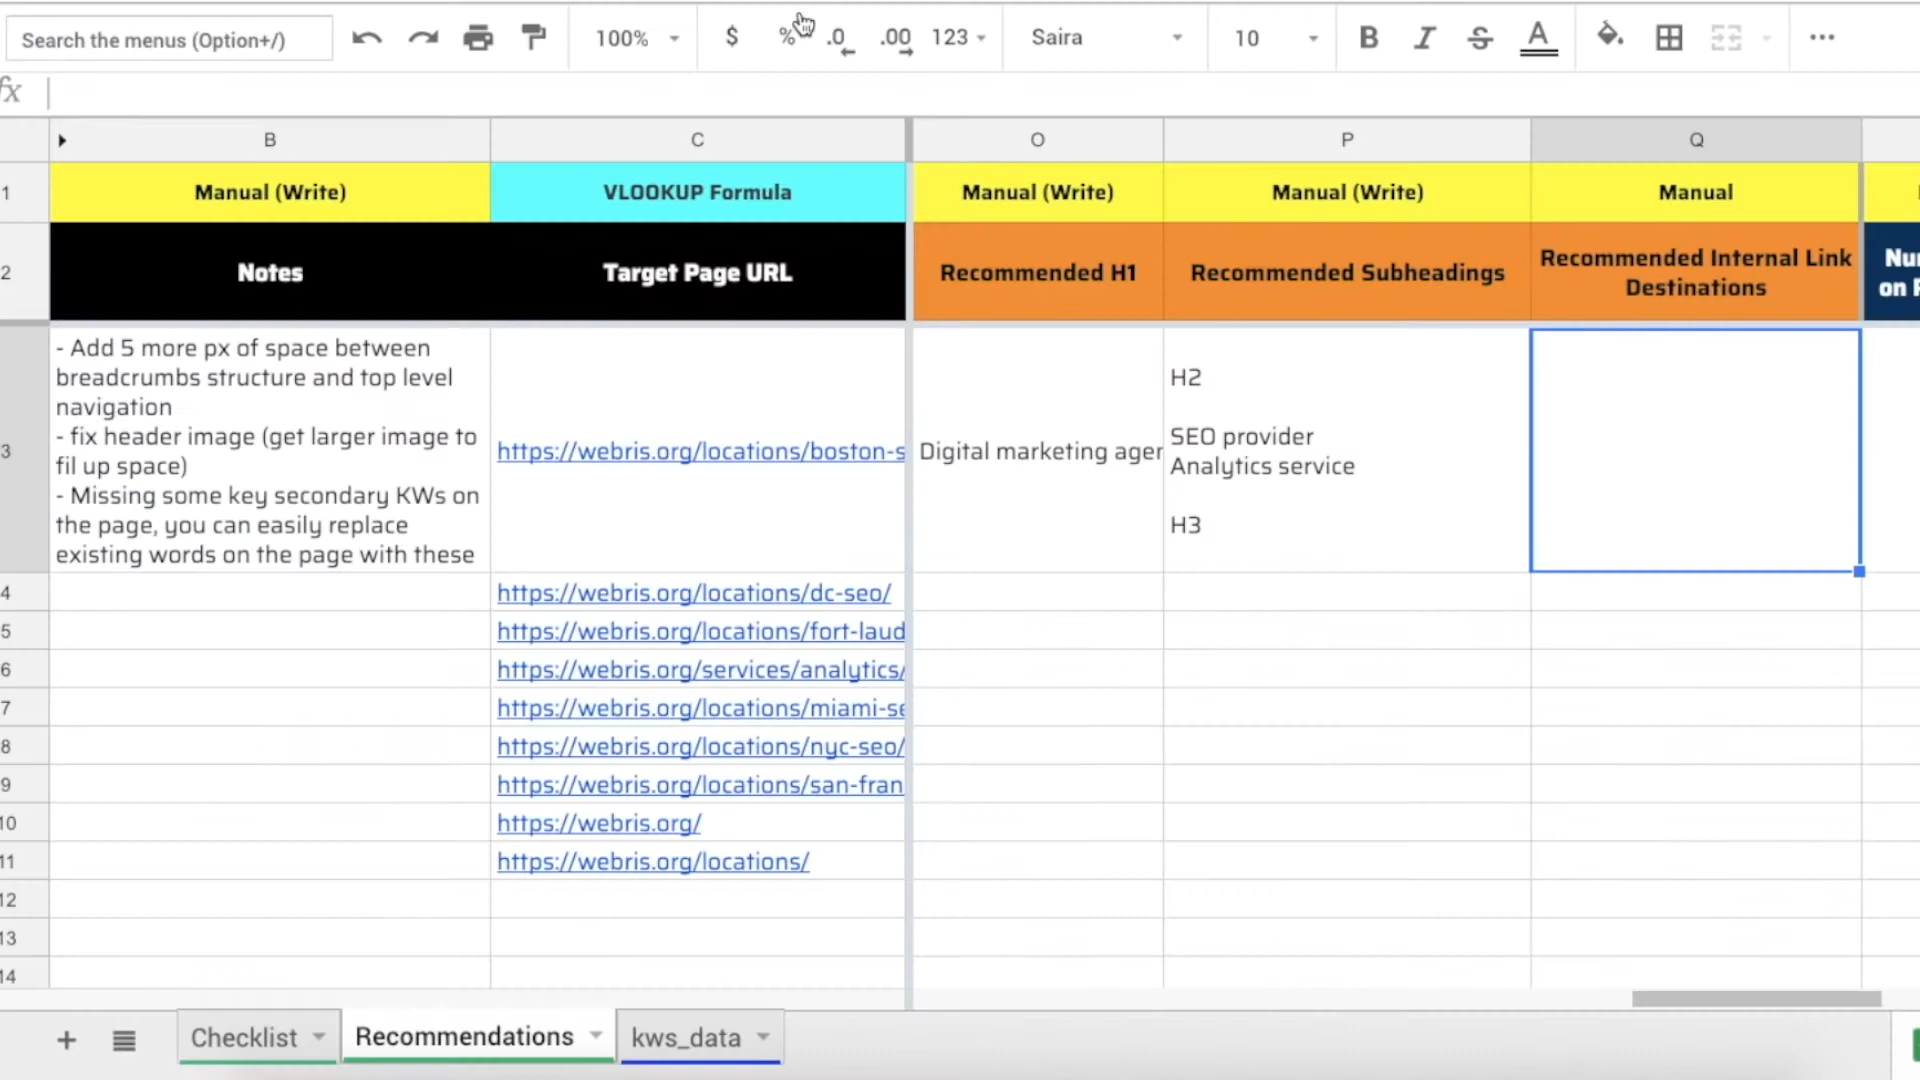 Search the menus (Option+/) 100% $ % .0 .00 123 Saira 10 B I S A
fx
B C O P Q
1 Manual (Write) VLOOKUP Formula Manual (Write) Manual (Write) Manual
2 Notes Target Page URL Recommended H1 Recommended Subheadings Recommended Internal Link
Destinations
on
- Add 5 more px of space between
breadcrumbs structure and top level
navigation
- fix header image (get larger image to
fil up space)
- Missing some key secondary KWs on
the page, you can easily replace
existing words on the page with these
3 https://webris.org/locations/boston-s Digital marketing ager
H2
SEO provider
Analytics service
H3
4 https://webris.org/locations/dc-seo/
5 https://webris.org/locations/fort-laud
6 https://webris.org/services/analytics/
7 https://webris.org/locations/miami-se
8 https://webris.org/locations/nyc-seo/
9 https://webris.org/locations/san-fran
10 https://webris.org/
11 https://webris.org/locations/
12
13
14
+ Checklist Recommendations kws_data